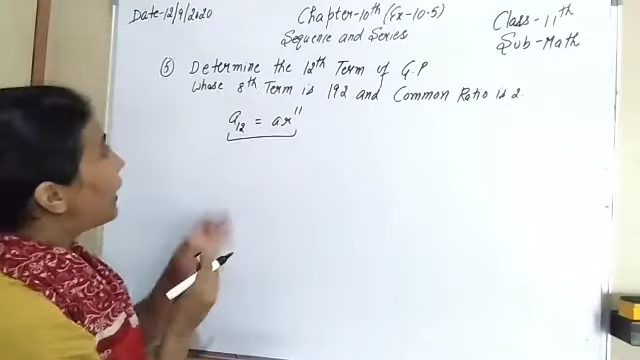 Date-12/9/2020
Chapter-10th (Ex-10.5)
Sequence and Series
Class-11th
Sub-Math
(5) Determine the 12th Term of G.P
whose 8th Term is 192 and Common Ratio is 2.
a₁₂ = ar¹¹